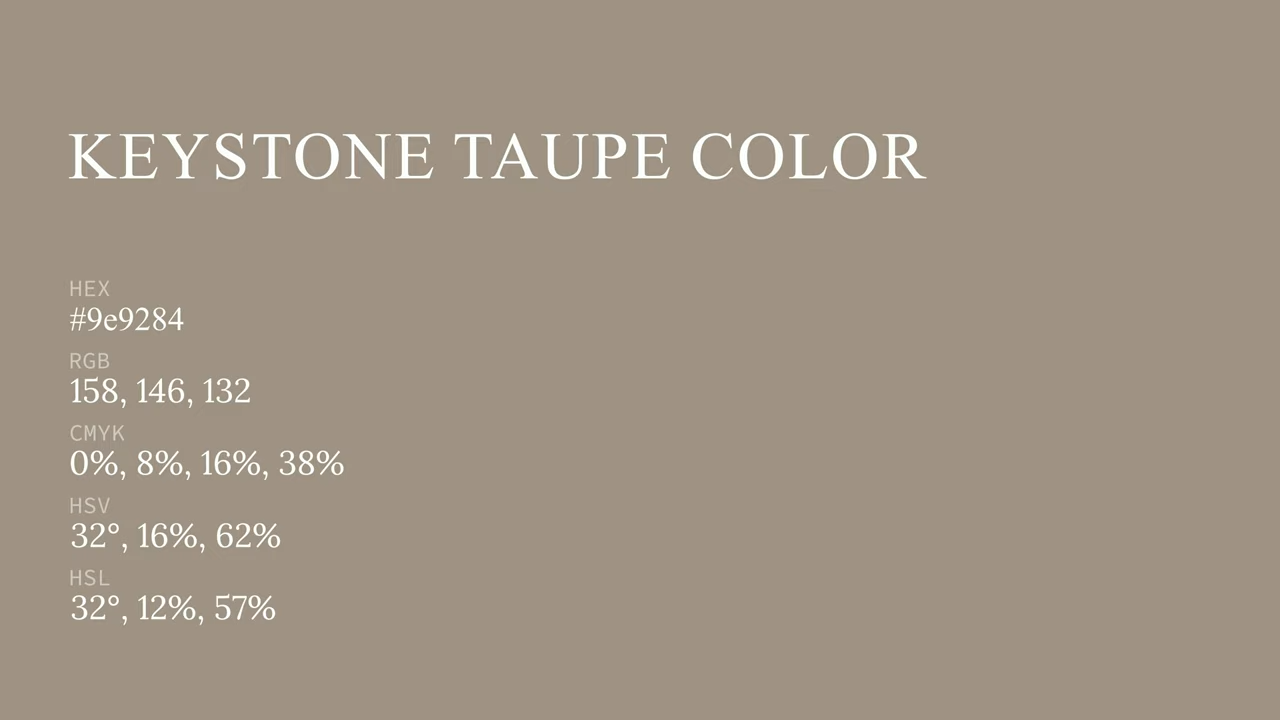 KEYSTONE TAUPE COLOR
HEX
#9e9284
RGB
158, 146, 132
CMYK
0%, 8%, 16%, 38%
HSV
32°, 16%, 62%
HSL
32°, 12%, 57%